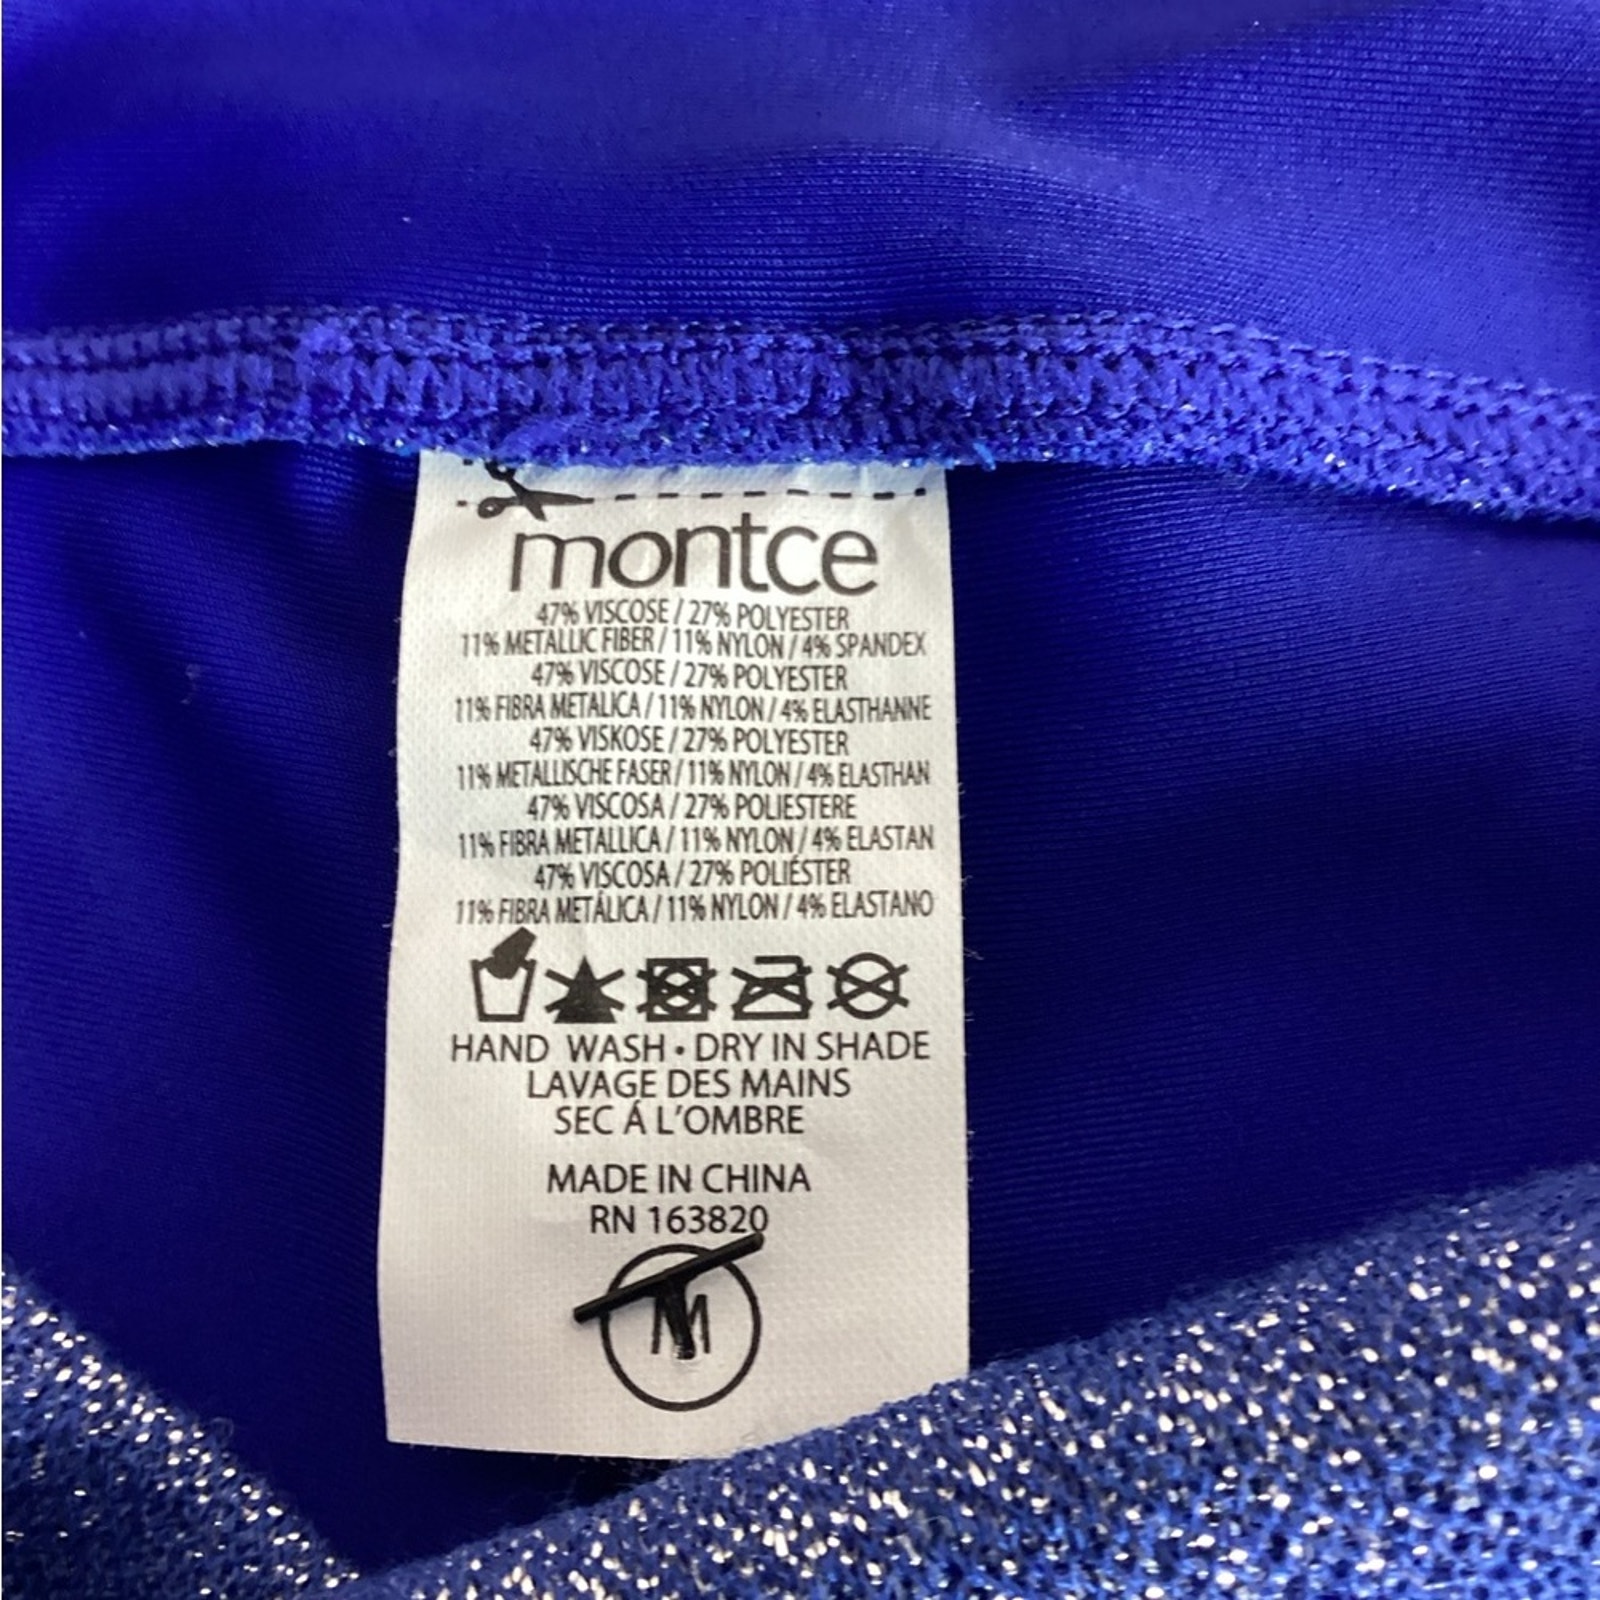 montce
47% VISCOSE / 27% POLYESTER
11% METALLIC FIBER / 11% NYLON / 4% SPANDEX
47% VISCOSE / 27% POLYESTER
11% FIBRA METALICA / 11% NYLON / 4% ELASTHANNE
47% VISKOSE / 27% POLYESTER
11% METALLISCHE FASER / 11% NYLON / 4% ELASTHAN
47% VISCOSA / 27% POLIESTERE
11% FIBRA METALLICA / 11% NYLON / 4% ELASTAN
47% VISCOSA / 27% POLIÉSTER
11% FIBRA METÁLICA / 11% NYLON / 4% ELASTANO
HAND WASH • DRY IN SHADE
LAVAGE DES MAINS
SEC Á L'OMBRE
MADE IN CHINA
RN 163820
M